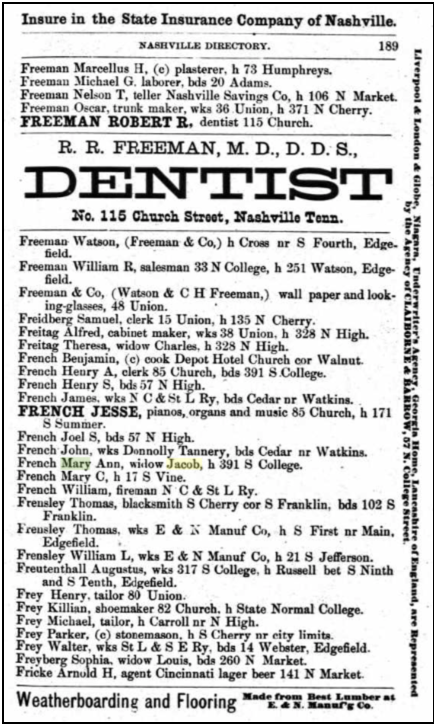 Insure in the State Insurance Company of Nashville.
NASHVILLE DIRECTORY. 189
Freeman Marcellus H, (c) plasterer, h 73 Humphreys.
Freeman Michael G. laborer, bds 20 Adams.
Freeman Nelson T, teller Nashville Savings Co, h 106 N Market.
Freeman Oscar, trunk maker, wks 36 Union, h 371 N Cherry.
FREEMAN ROBERT R, dentist 115 Church.
R. R. FREEMAN, M. D., D. D. S.,
DENTIST
No. 115 Church Street, Nashville Tenn.
Freeman Watson, (Freeman & Co,) h Cross nr S Fourth, Edge-
field.
Freeman William R, salesman 33 N College, h 251 Watson, Edge-
field.
Freeman & Co, (Watson & C H Freeman,) wall paper and look-
ing-glasses, 48 Union.
Freidberg Samuel, clerk 15 Union, h 135 N Cherry.
Freitag Alfred, cabinet maker, wks 38 Union, h 328 N High.
Freitag Theresa, widow Charles, h 328 N High.
French Benjamin, (c) cook Depot Hotel Church cor Walnut.
French Henry A, clerk 85 Church, bds 391 S College.
French Henry S, bds 57 N High.
French James, wks N C & St L Ry, bds Cedar nr Watkins.
FRENCH JESSE, pianos, organs and music 85 Church, h 171
S Summer.
French Joel S, bds 57 N High.
French John, wks Donnolly Tannery, bds Cedar nr Watkins.
French Mary Ann, widow Jacob, h 391 S College.
French Mary C, h 17 S Vine.
French William, fireman N C & St L Ry.
Frensley Thomas, blacksmith S Cherry cor S Franklin, bds 102 S
Franklin.
Frensley Thomas, wks E & N Manuf Co, h S First nr Main,
Edgefield.
Frensley William L, wks E & N Manuf Co, h 21 S Jefferson.
Freutenthall Augustus, wks 317 S College, h Russell bet S Ninth
and S Tenth, Edgefield.
Frey Henry, tailor 80 Union.
Frey Killian, shoemaker 82 Church, h State Normal College.
Frey Michael, tailor, h Carroll nr N High.
Frey Parker, (c) stonemason, h S Cherry nr city limits.
Frey Walter, wks St L & S E Ry, bds 14 Webster, Edgefield.
Freyberg Sophia, widow Louis, bds 260 N Market.
Fricke Arnold H, agent Cincinnati lager beer 141 N Market.
Weatherboarding and Flooring Made from Best Lumber at
E. & N. Manuf'g Co.
Liverpool & London & Globe, Niagara, Underwriter's Agency, Georgia Home, Lancashire of England, are Represented
by the Agency of CLAIBORNE & BARROW, 57 N. College Street.